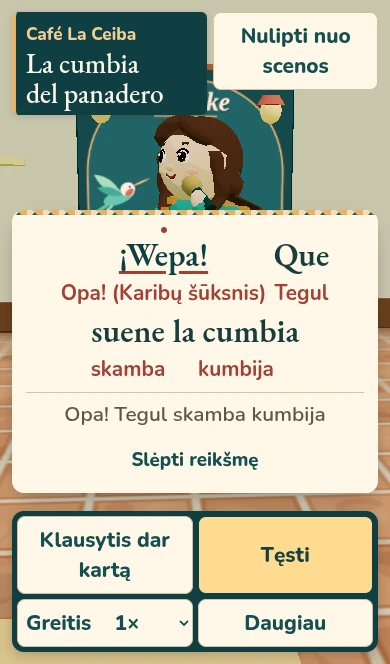 Café La Ceiba
La cumbia
del panadero
Nulipti nuo
scenos
¡Wepa! Que
Opa! (Karibų šūksnis) Tegul
suene la cumbia
skamba kumbija
Opa! Tegul skamba kumbija
Slėpti reikšmę
Klausytis dar
kartą
Tęsti
Greitis 1×
Daugiau